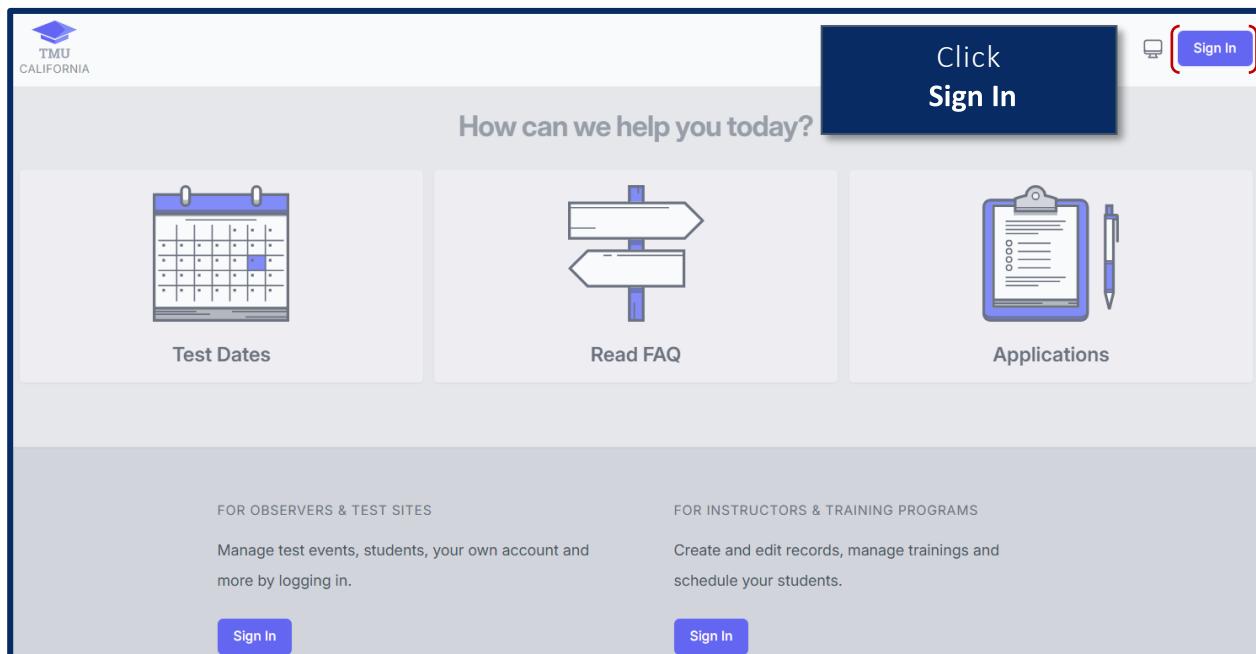 TMU
CALIFORNIA
Click
Sign In
Sign In
How can we help you today?
Test Dates
Read FAQ
Applications
FOR OBSERVERS & TEST SITES
Manage test events, students, your own account and
more by logging in.
Sign In
FOR INSTRUCTORS & TRAINING PROGRAMS
Create and edit records, manage trainings and
schedule your students.
Sign In